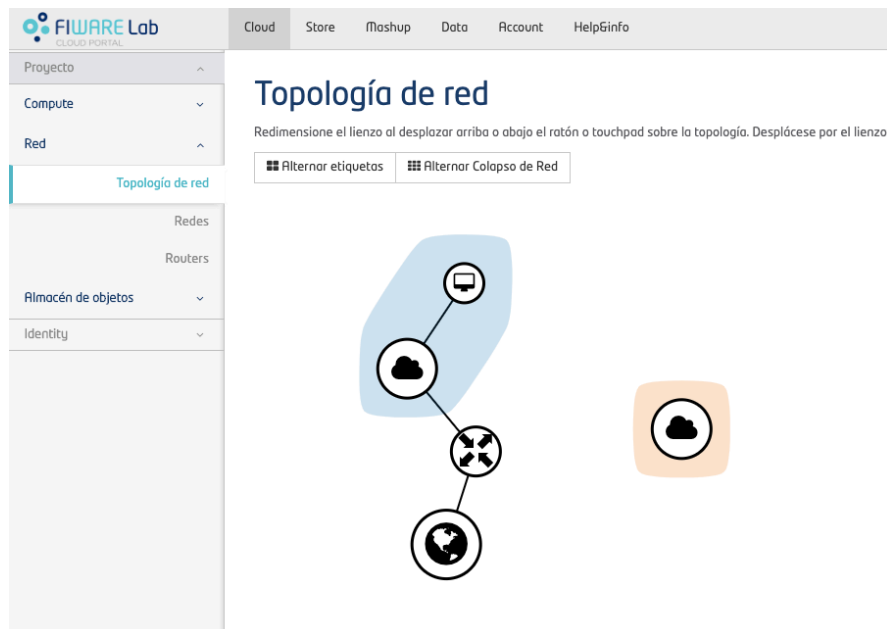 FIWARE Lab
CLOUD PORTAL
Cloud
Store
Mashup
Data
Account
Help&info
Proyecto
Compute
Red
Topología de red
Redes
Routers
Almacén de objetos
Identity
Topología de red
Redimensione el lienzo al desplazar arriba o abajo el ratón o touchpad sobre la topología. Desplácese por el lienzo
Alternar etiquetas
Alternar Colapso de Red